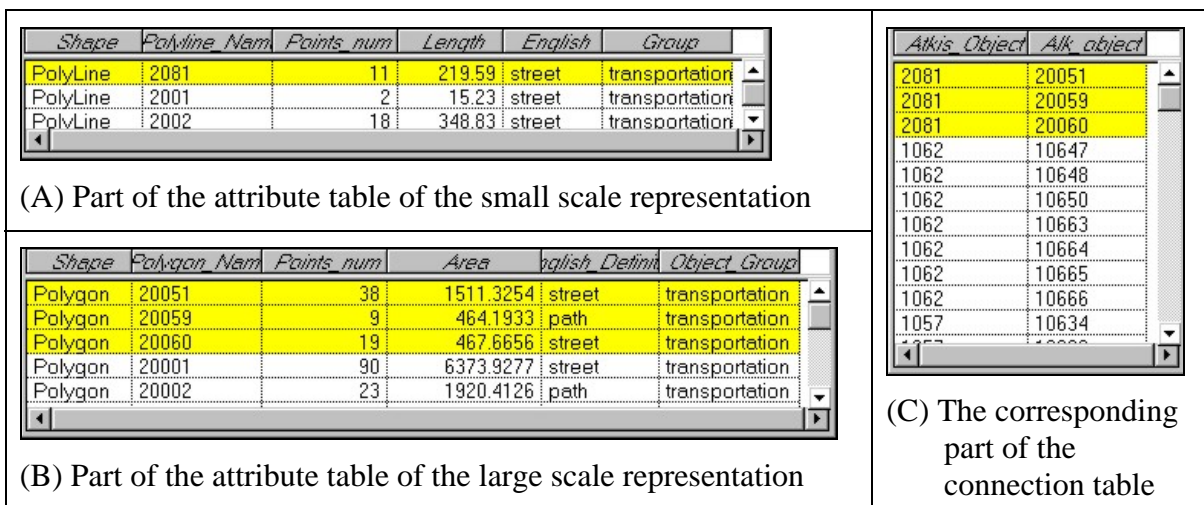 Shape Polyline_Nam Points_num Length English Group
PolyLine 2081 11 219.59 street transportation
PolyLine 2001 2 15.23 street transportation
PolyLine 2002 18 348.83 street transportation
(A) Part of the attribute table of the small scale representation
Shape Polygon_Nam Points_num Area nglish_Definit Object_Group
Polygon 20051 38 1511.3254 street transportation
Polygon 20059 9 464.1933 path transportation
Polygon 20060 19 467.6656 street transportation
Polygon 20001 90 6373.9277 street transportation
Polygon 20002 23 1920.4126 path transportation
(B) Part of the attribute table of the large scale representation
Atkis_Object Alk_object
2081 20051
2081 20059
2081 20060
1062 10647
1062 10648
1062 10650
1062 10663
1062 10664
1062 10665
1062 10666
1057 10634
(C) The corresponding
part of the
connection table